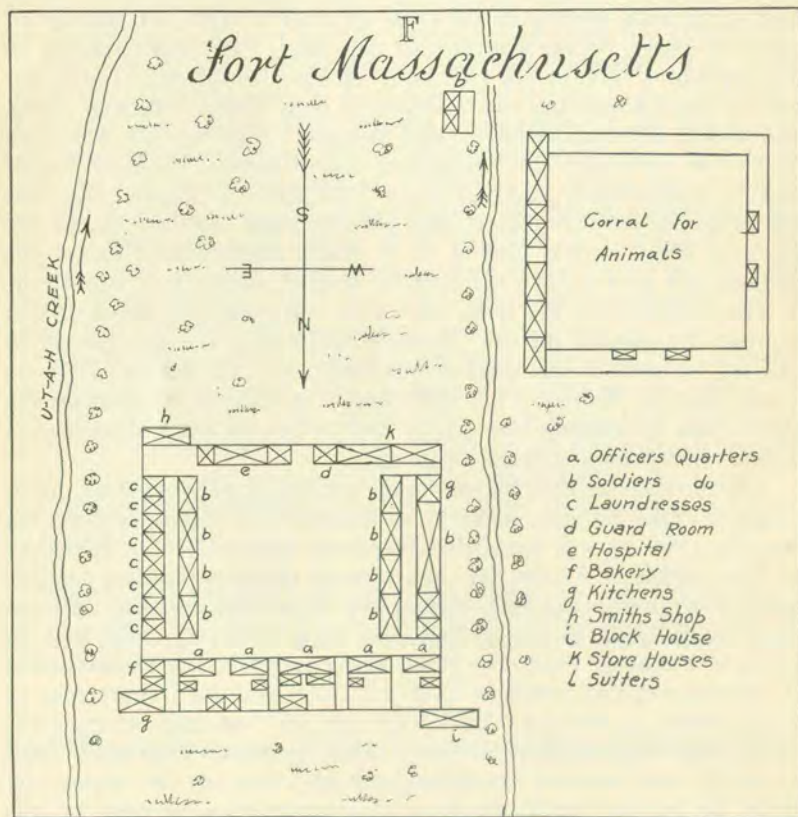 F
Fort Massachusetts
b
S
E W
N
U-T-A-H CREEK
Corral for
Animals
h
e
d
k
c
c
c
c
c
c
c
c
b
b
b
b
b
b
b
b
g
b
a a a a a
f
g
i
a Officers Quarters
b Soldiers do
c Laundresses
d Guard Room
e Hospital
f Bakery
g Kitchens
h Smiths Shop
i Block House
K Store Houses
l Sutters